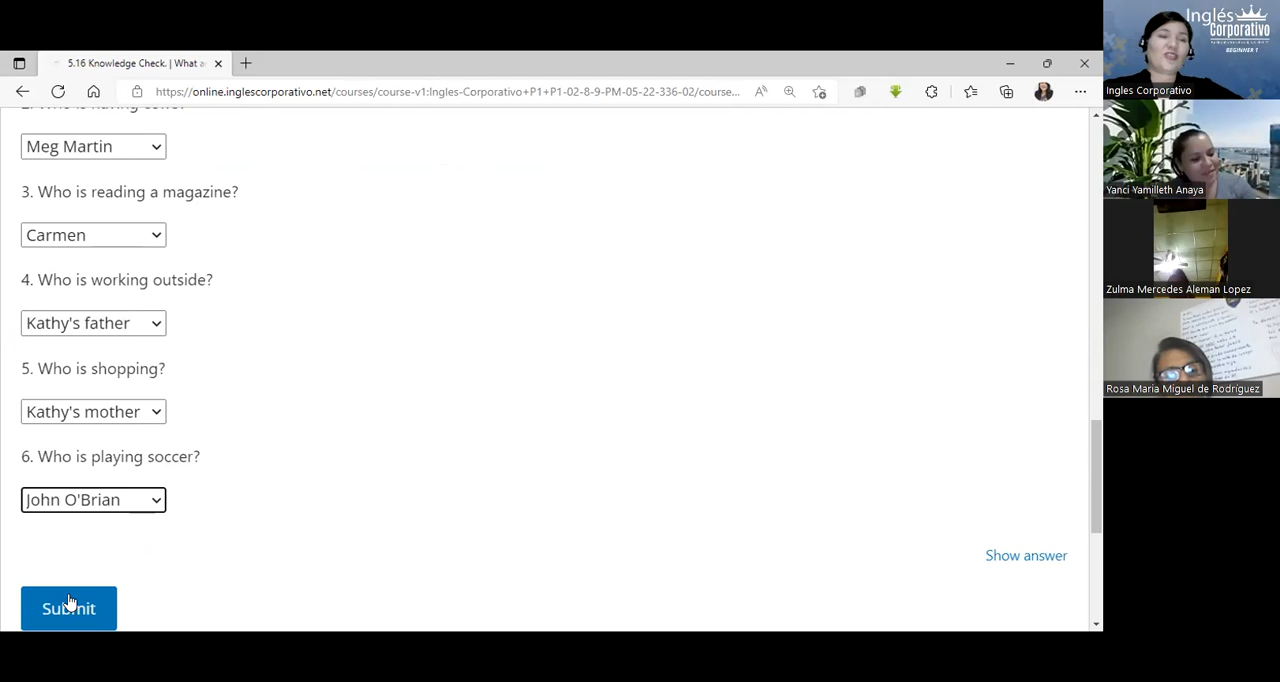 Inglés
Corporativo
BEGINNER 1
Ingles Corporativo
5.16 Knowledge Check. | What a
https://online.inglescorporativo.net/courses/course-v1:Ingles-Corporativo+P1+P1-02-8-9-PM-05-22-336-02/course...
Meg Martin
3. Who is reading a magazine?
Carmen
4. Who is working outside?
Kathy's father
5. Who is shopping?
Kathy's mother
6. Who is playing soccer?
John O'Brian
Show answer
Submit
Yanci Yamilleth Anaya
Zulma Mercedes Aleman Lopez
Rosa Maria Miguel de Rodríguez